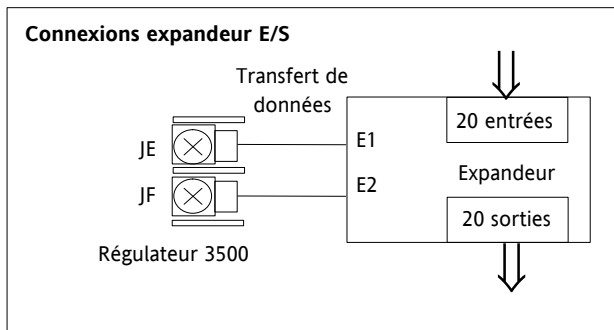 Connexions expandeur E/S
Transfert de
données
20 entrées
JE
E1
Expandeur
JF
E2
20 sorties
Régulateur 3500